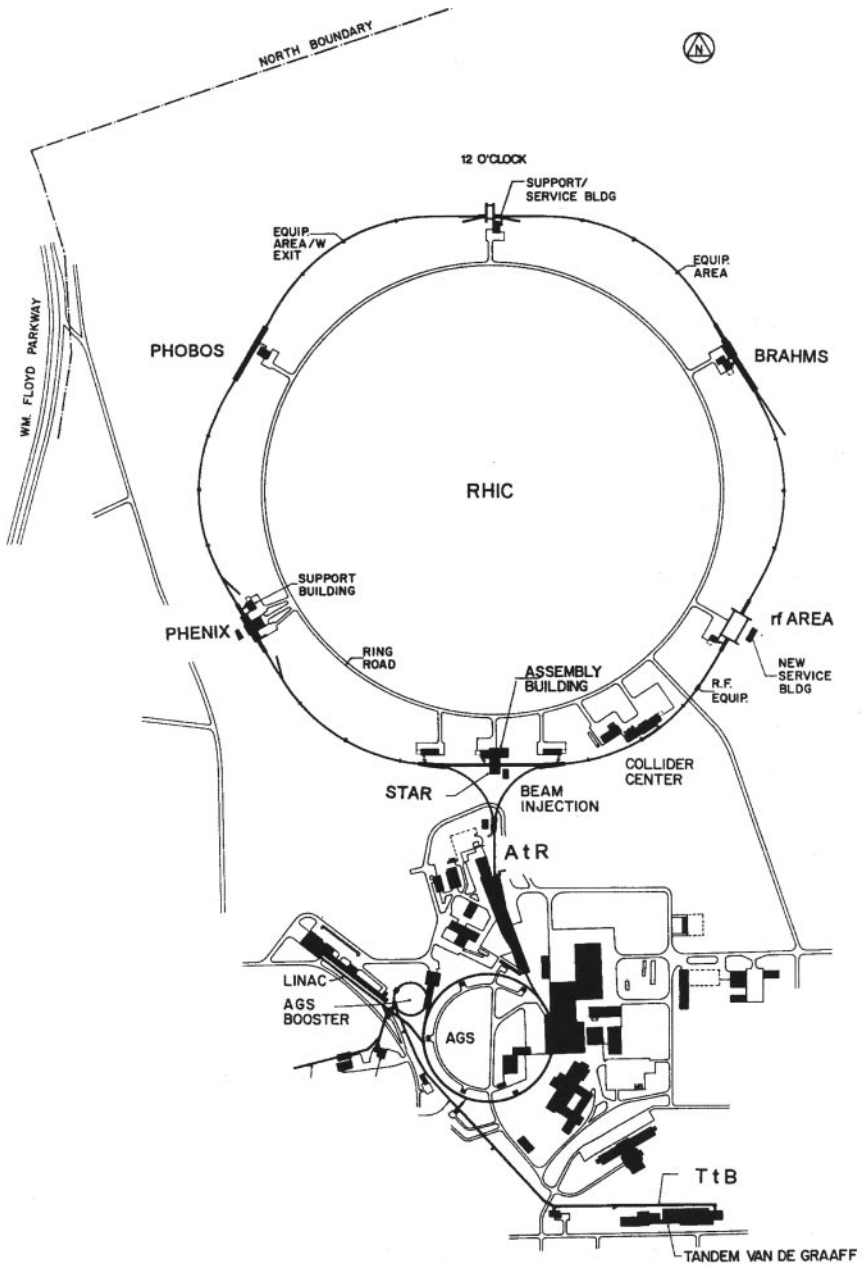 NORTH BOUNDARY
N
12 O'CLOCK
SUPPORT/
SERVICE BLDG
EQUIP.
AREA/W
EXIT
EQUIP.
AREA
WM. FLOYD PARKWAY
PHOBOS
BRAHMS
RHIC
SUPPORT
BUILDING
PHENIX
rf AREA
RING
ROAD
ASSEMBLY
BUILDING
R.F.
EQUIP.
NEW
SERVICE
BLDG
STAR
BEAM
INJECTION
COLLIDER
CENTER
AtR
LINAC
AGS
BOOSTER
AGS
TtB
TANDEM VAN DE GRAAFF